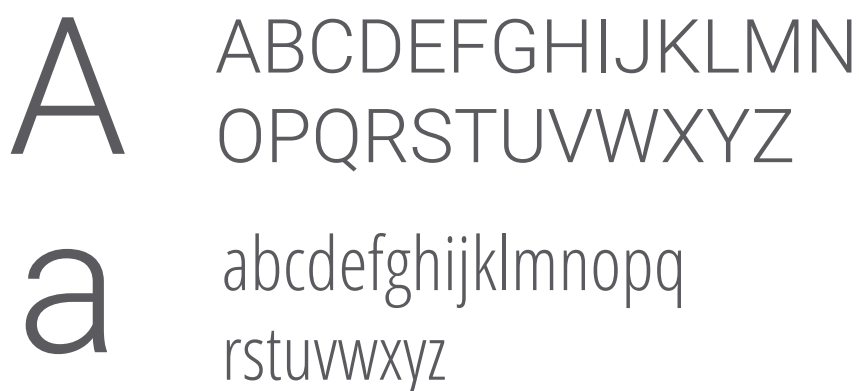 A
ABCDEFGHIJKLMN
OPQRSTUVWXYZ
a
abcdefghijklmnopq
rstuvwxyz